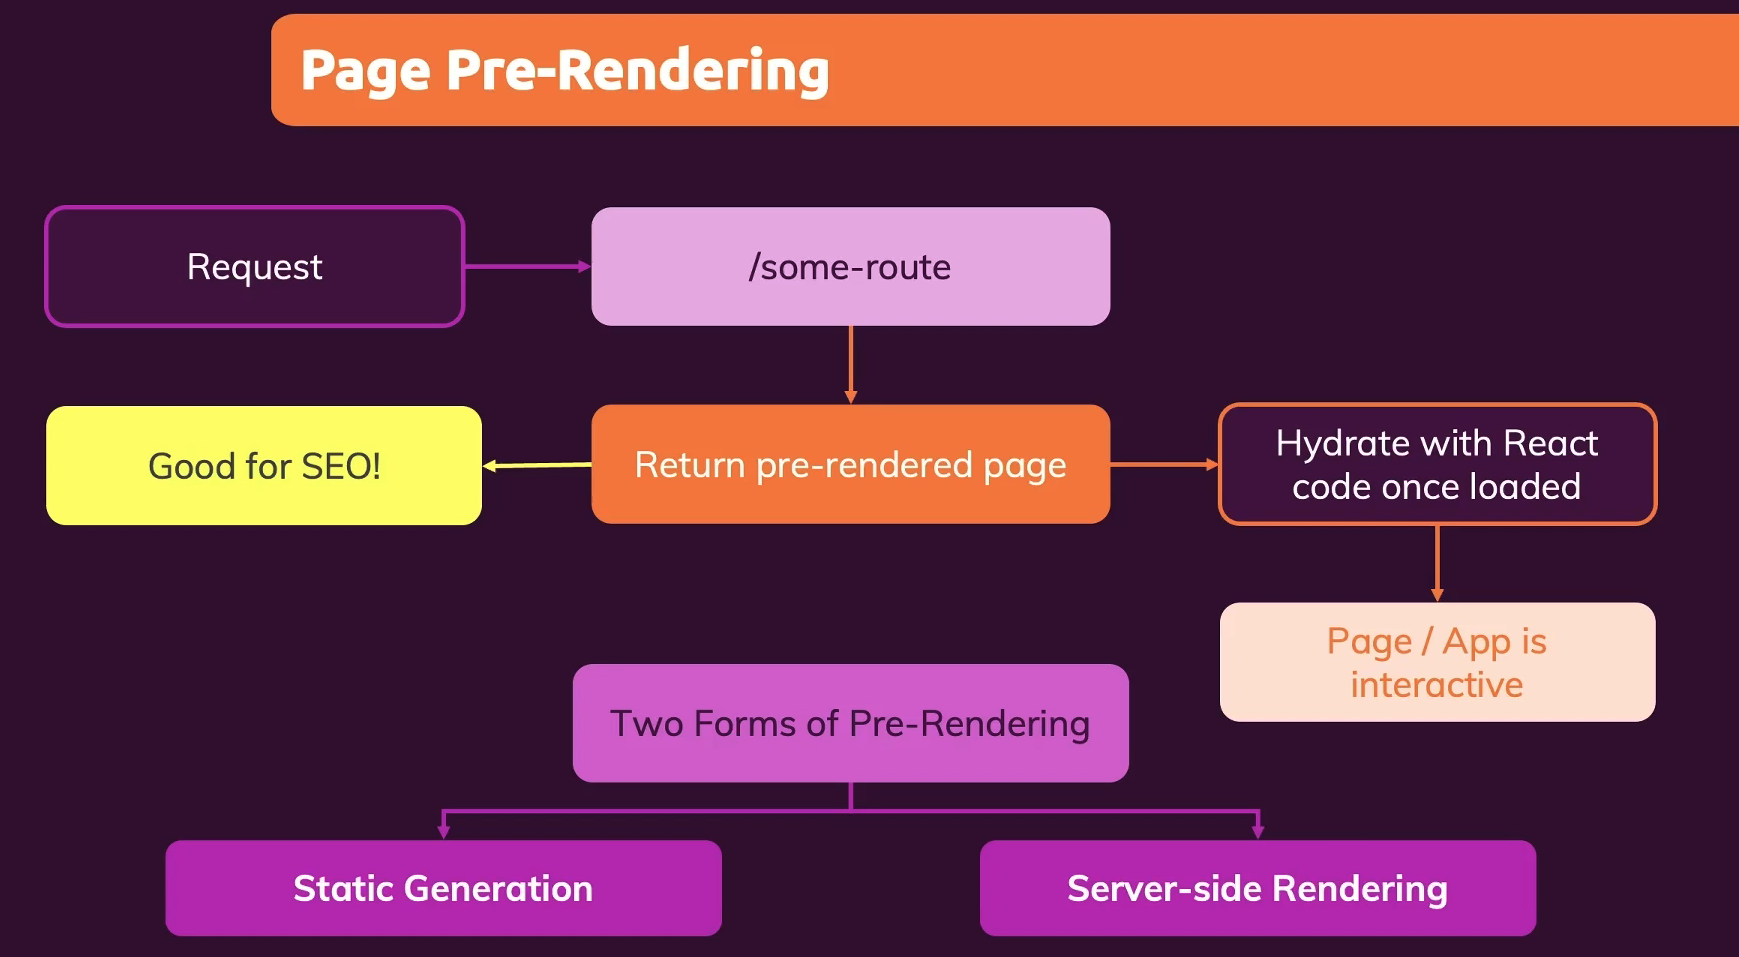 Page Pre-Rendering
Request
/some-route
Good for SEO!
Return pre-rendered page
Hydrate with React
code once loaded
Page / App is
interactive
Two Forms of Pre-Rendering
Static Generation
Server-side Rendering